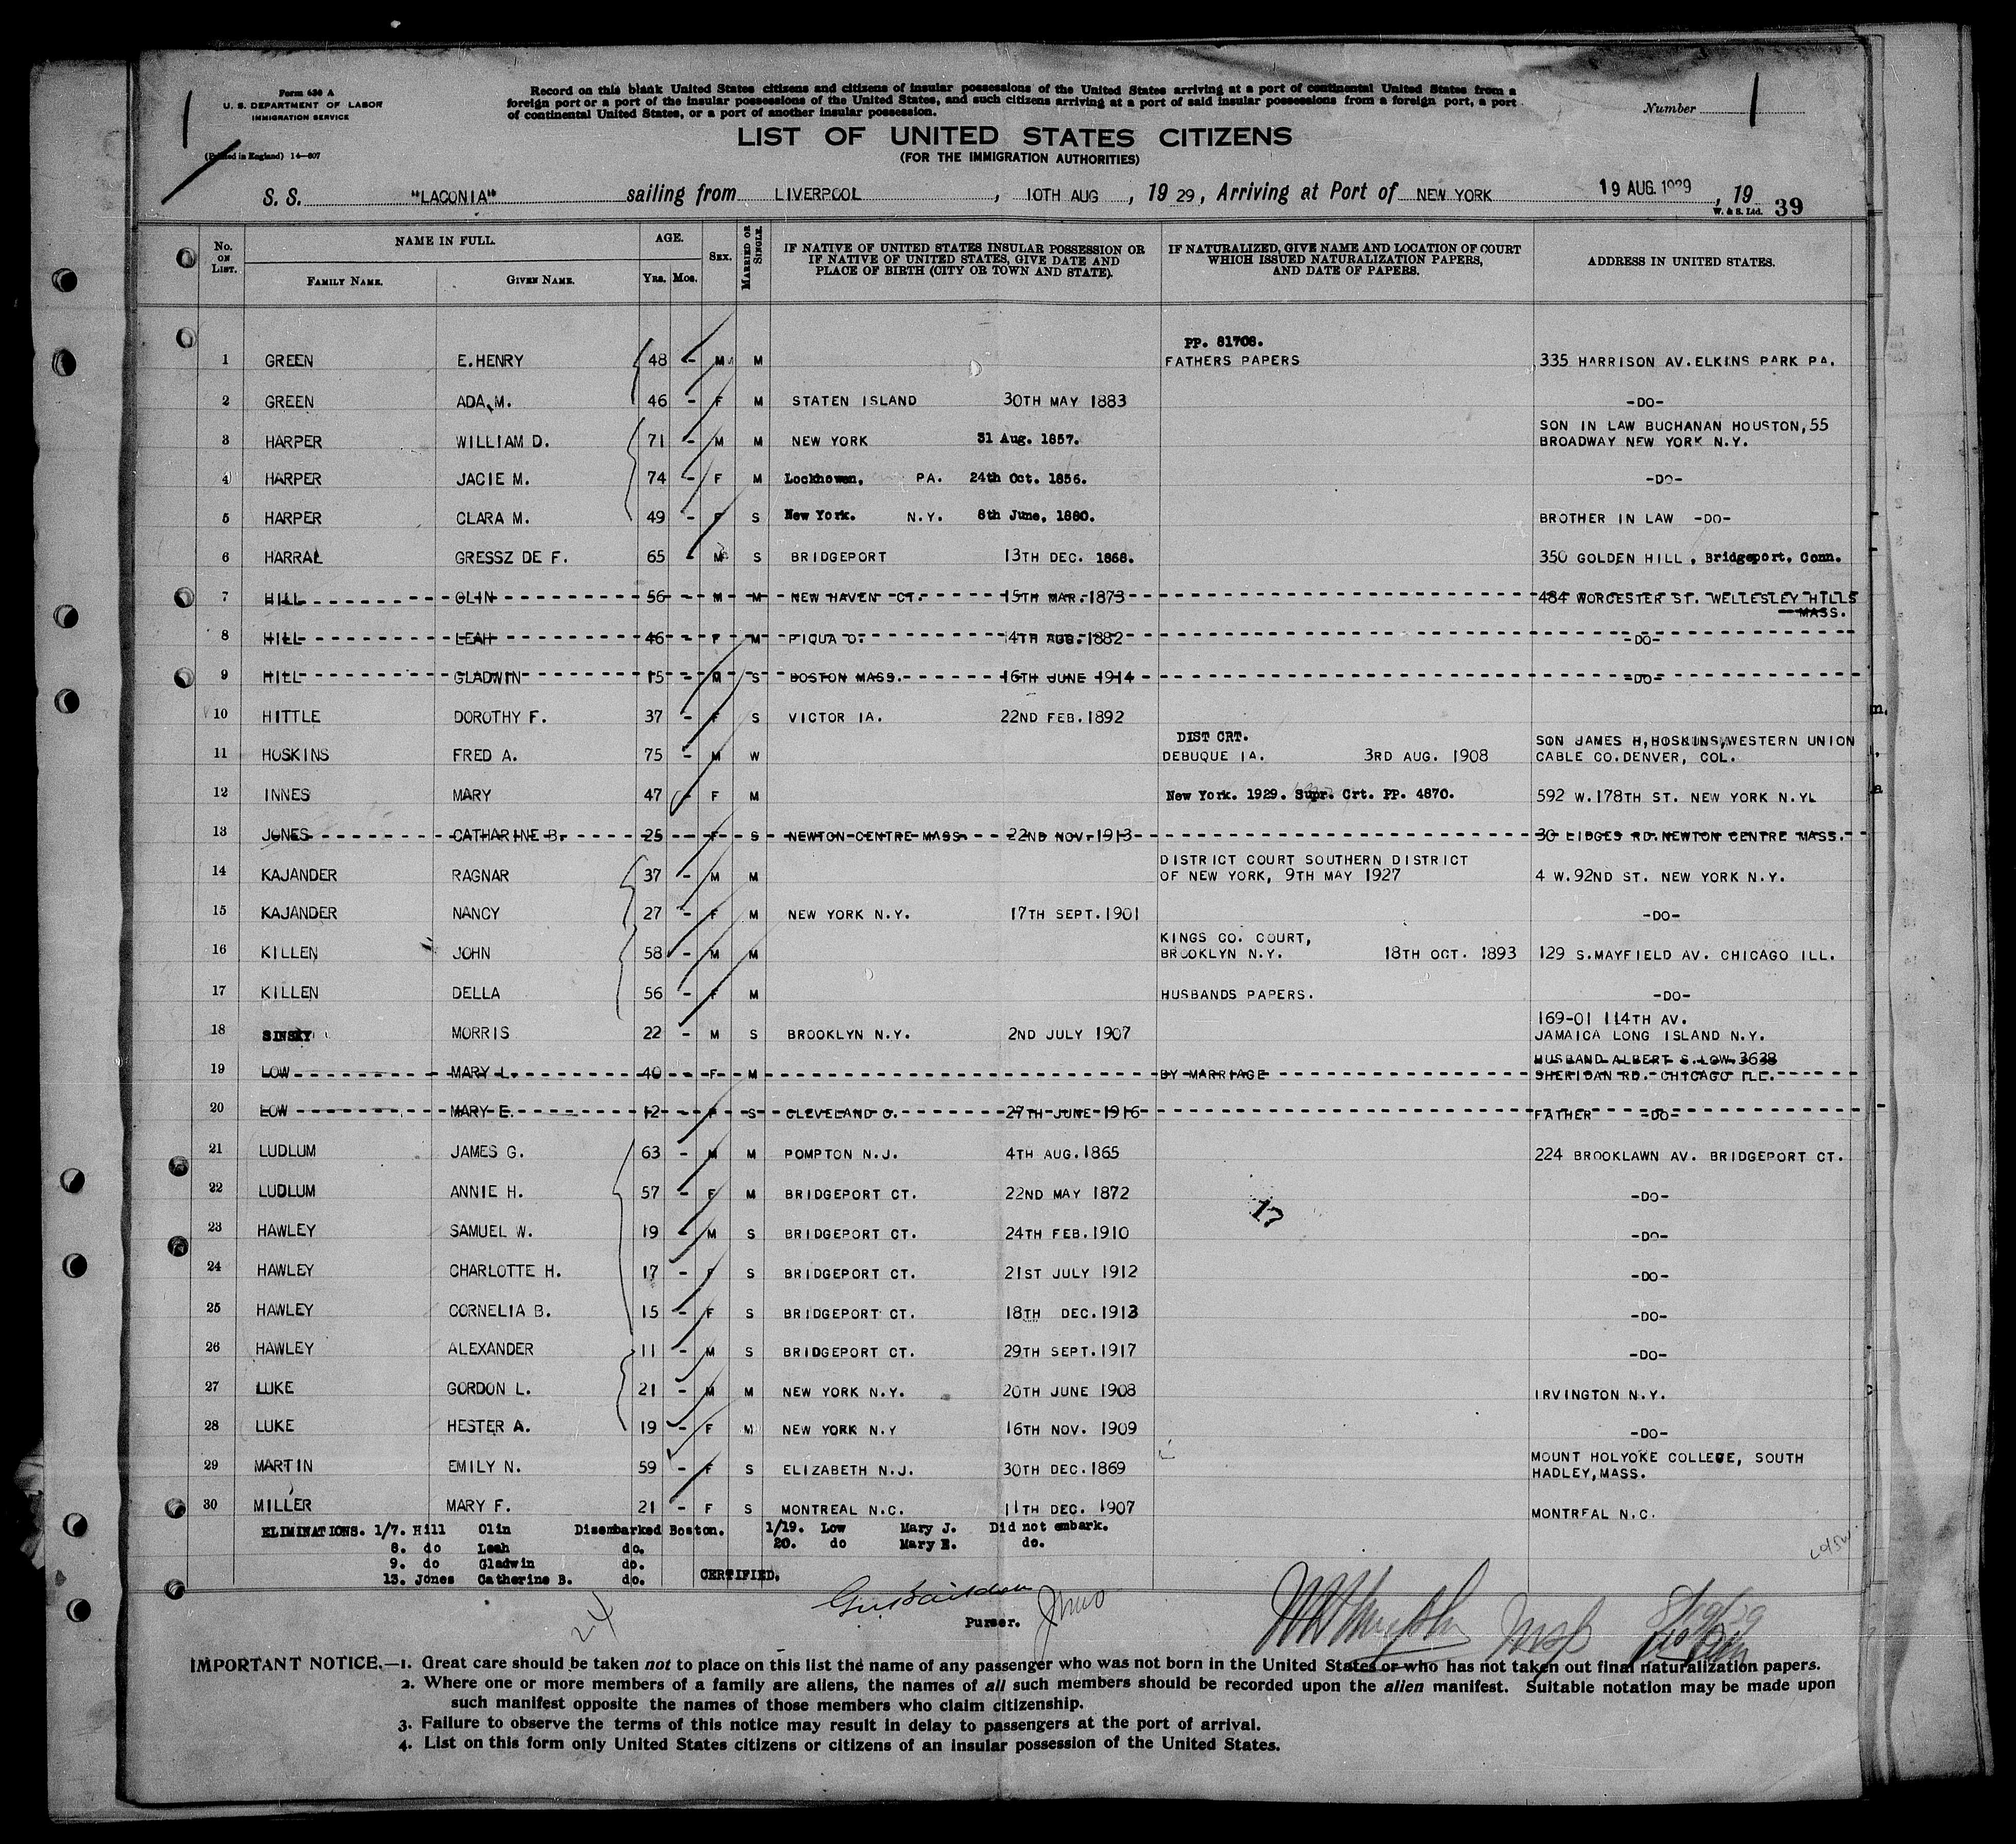 Form 630 A
U. S. DEPARTMENT OF LABOR
IMMIGRATION SERVICE
(Printed in England) 14—807
Record on this blank United States citizens and citizens of insular possessions of the United States arriving at a port of continental United States from a
foreign port or a port of the insular possessions of the United States, and such citizens arriving at a port of said insular possessions from a foreign port, a port
of continental United States, or a port of another insular possession.
Number 1
LIST OF UNITED STATES CITIZENS
(FOR THE IMMIGRATION AUTHORITIES)
S. S. "LACONIA" sailing from LIVERPOOL, 10TH AUG, 19 29, Arriving at Port of NEW YORK 19 AUG. 1929, 19
W. & S. Ltd. 39
No. ON LIST. NAME IN FULL. FAMILY NAME. GIVEN NAME. AGE. YRS. MOS. SEX. MARRIED OR SINGLE. IF NATIVE OF UNITED STATES INSULAR POSSESSION OR IF NATIVE OF UNITED STATES, GIVE DATE AND PLACE OF BIRTH (CITY OR TOWN AND STATE). IF NATURALIZED, GIVE NAME AND LOCATION OF COURT WHICH ISSUED NATURALIZATION PAPERS, AND DATE OF PAPERS. ADDRESS IN UNITED STATES.
PP. 81708.
1 GREEN E.HENRY 48 - M M FATHERS PAPERS 335 HARRISON AV.ELKINS PARK PA.
2 GREEN ADA M. 46 - F M STATEN ISLAND 30TH MAY 1883 -DO-
SON IN LAW BUCHANAN HOUSTON,55
3 HARPER WILLIAM D. 71 - M M NEW YORK 31 Aug. 1857. BROADWAY NEW YORK N.Y.
4 HARPER JACIE M. 74 - F M Lockhowen, PA. 24th Oct. 1856. -DO-
5 HARPER CLARA M. 49 - F S New York. N.Y. 8th June, 1880. BROTHER IN LAW -DO-
6 HARRAL GRESSZ DE F. 65 - M S BRIDGEPORT 13TH DEC. 1868. 350 GOLDEN HILL , Bridgeport, Conn.
7 HILL OLIN 56 - M M NEW HAVEN CT. 15TH MAR.1873 484 WORCESTER ST. WELLESLEY HILLS
MASS.
8 HILL LEAH 46 - F M PIQUA O. 4TH AUG.1882 -DO-
9 HILL GLADWIN 15 - M S BOSTON MASS. 16TH JUNE 1914 -DO-
10 HITTLE DOROTHY F. 37 - F S VICTOR IA. 22ND FEB.1892
DIST CRT. SON JAMES H,HOSKINS,WESTERN UNION
11 HOSKINS FRED A. 75 - M W DEBUQUE IA. 3RD AUG. 1908 CABLE CO.DENVER, COL.
12 INNES MARY 47 - F M New York. 1929. Supr. Crt. PP. 4870. 592 W.178TH ST. NEW YORK N.YL
13 JONES CATHARINE B. 25 - F S NEWTON CENTRE MASS. 22ND NOV.1913 30 LIDGES RD.NEWTON CENTRE MASS.
DISTRICT COURT SOUTHERN DISTRICT
14 KAJANDER RAGNAR 37 - M M OF NEW YORK, 9TH MAY 1927 4 W.92ND ST. NEW YORK N.Y.
15 KAJANDER NANCY 27 - F M NEW YORK N.Y. 17TH SEPT.1901 -DO-
KINGS CO. COURT,
16 KILLEN JOHN 58 - M M BROOKLYN N.Y. 18TH OCT. 1893 129 S.MAYFIELD AV. CHICAGO ILL.
17 KILLEN DELLA 56 - F M HUSBANDS PAPERS. -DO-
169-01 114TH AV.
18 SINSKY MORRIS 22 - M S BROOKLYN N.Y. 2ND JULY 1907 JAMAICA LONG ISLAND N.Y.
HUSBAND ALBERT S.LOW 3638
19 LOW MARY L. 40 - F M BY MARRIAGE SHERIDAN RD. CHICAGO ILL.
20 LOW MARY E. 12 - F S CLEVELAND O. 27TH JUNE 1916 FATHER -DO-
21 LUDLUM JAMES G. 63 - M M POMPTON N.J. 4TH AUG.1865 224 BROOKLAWN AV. BRIDGEPORT CT.
22 LUDLUM ANNIE H. 57 - F M BRIDGEPORT CT. 22ND MAY 1872 -DO-
17
23 HAWLEY SAMUEL W. 19 - M S BRIDGEPORT CT. 24TH FEB.1910 -DO-
24 HAWLEY CHARLOTTE H. 17 - F S BRIDGEPORT CT. 21ST JULY 1912 -DO-
25 HAWLEY CORNELIA B. 15 - F S BRIDGEPORT CT. 18TH DEC.1913 -DO-
26 HAWLEY ALEXANDER 11 - M S BRIDGEPORT CT. 29TH SEPT.1917 -DO-
27 LUKE GORDON L. 21 - M M NEW YORK N.Y. 20TH JUNE 1908 IRVINGTON N.Y.
28 LUKE HESTER A. 19 - F M NEW YORK N.Y 16TH NOV. 1909 -DO-
MOUNT HOLYOKE COLLEGE, SOUTH
29 MARTIN EMILY N. 59 - F S ELIZABETH N.J. 30TH DEC.1869 HADLEY,MASS.
30 MILLER MARY F. 21 - F S MONTREAL N.C. 11TH DEC. 1907 MONTREAL N.C.
ELIMINATIONS. 1/7. Hill Olin Disembarked Boston. 1/19. Low Mary J. Did not embark.
8. do Leah do. 20. do Mary E. do.
9. do Gladwin do.
13. Jones Catherine B. do. CERTIFIED.
24
Purser.
8/19/29
IMPORTANT NOTICE.—1. Great care should be taken not to place on this list the name of any passenger who was not born in the United States or who has not taken out final naturalization papers.
2. Where one or more members of a family are aliens, the names of all such members should be recorded upon the alien manifest. Suitable notation may be made upon
such manifest opposite the names of those members who claim citizenship.
3. Failure to observe the terms of this notice may result in delay to passengers at the port of arrival.
4. List on this form only United States citizens or citizens of an insular possession of the United States.